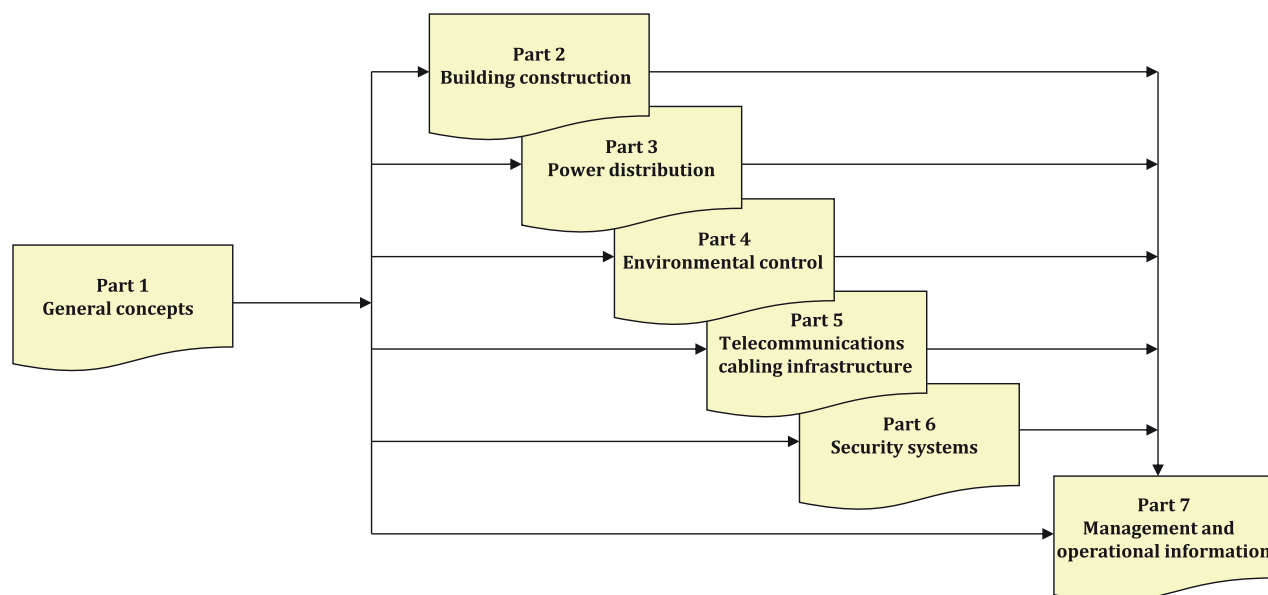 Part 1
General concepts
Part 2
Building construction
Part 3
Power distribution
Part 4
Environmental control
Part 5
Telecommunications
cabling infrastructure
Part 6
Security systems
Part 7
Management and
operational information